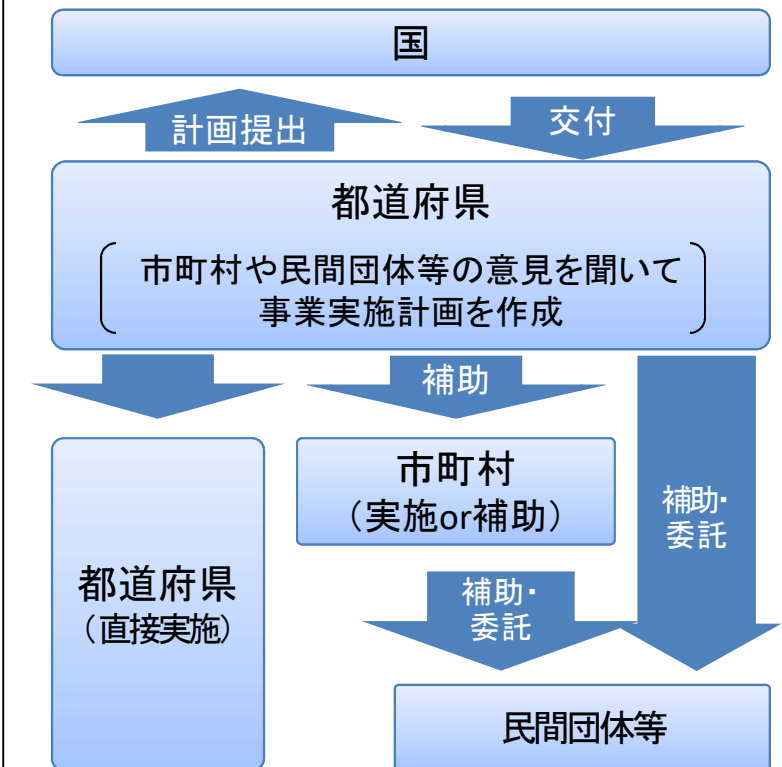 国
計画提出
交付
都道府県
市町村や民間団体等の意見を聞いて
事業実施計画を作成
補助
市町村
（実施or補助）
補助・
委託
都道府県
（直接実施）
補助・
委託
民間団体等